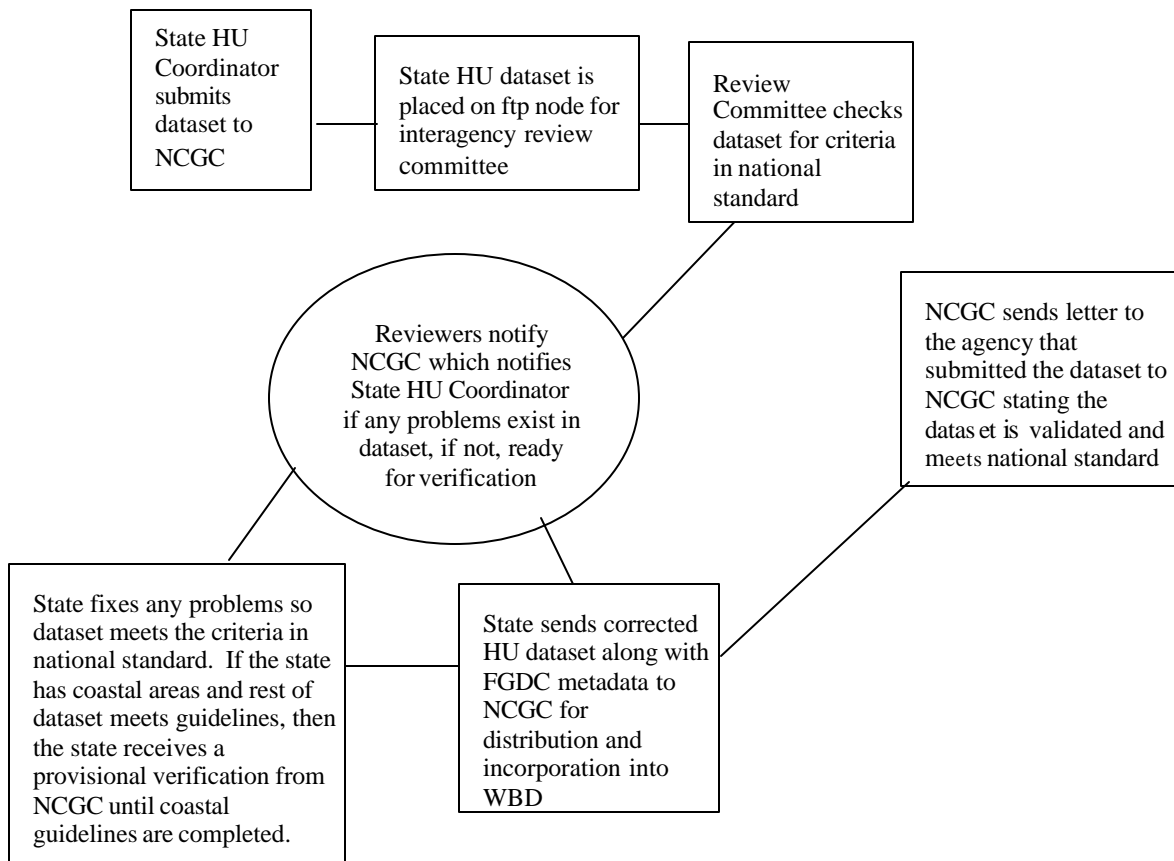 State HU
Coordinator
submits
dataset to
NCGC
State HU dataset is
placed on ftp node for
interagency review
committee
Review
Committee checks
dataset for criteria
in national
standard
Reviewers notify
NCGC which notifies
State HU Coordinator
if any problems exist in
dataset, if not, ready
for verification
NCGC sends letter to
the agency that
submitted the dataset to
NCGC stating the
datas et is validated and
meets national standard
State fixes any problems so
dataset meets the criteria in
national standard. If the state
has coastal areas and rest of
dataset meets guidelines, then
the state receives a
provisional verification from
NCGC until coastal
guidelines are completed.
State sends corrected
HU dataset along with
FGDC metadata to
NCGC for
distribution and
incorporation into
WBD